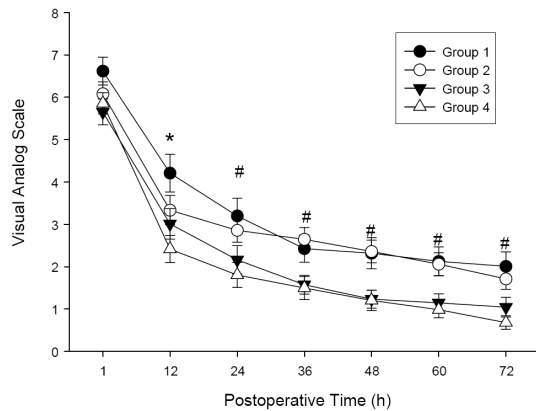 8
7
6
5
4
3
2
1
0
Visual Analog Scale
Group 1
Group 2
Group 3
Group 4
*
#
#
#
#
#
1 12 24 36 48 60 72
Postoperative Time (h)